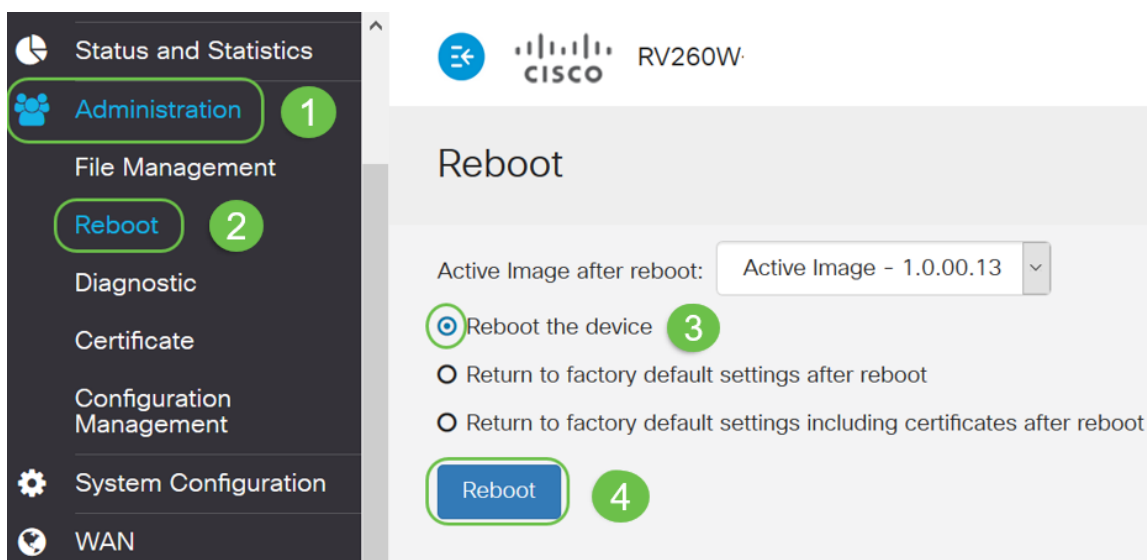 Status and Statistics
Administration
1
File Management
Reboot
2
Diagnostic
Certificate
Configuration
Management
System Configuration
WAN
CISCO
RV260W
Reboot
Active Image after reboot:
Active Image - 1.0.00.13
Reboot the device
3
Return to factory default settings after reboot
Return to factory default settings including certificates after reboot
Reboot
4